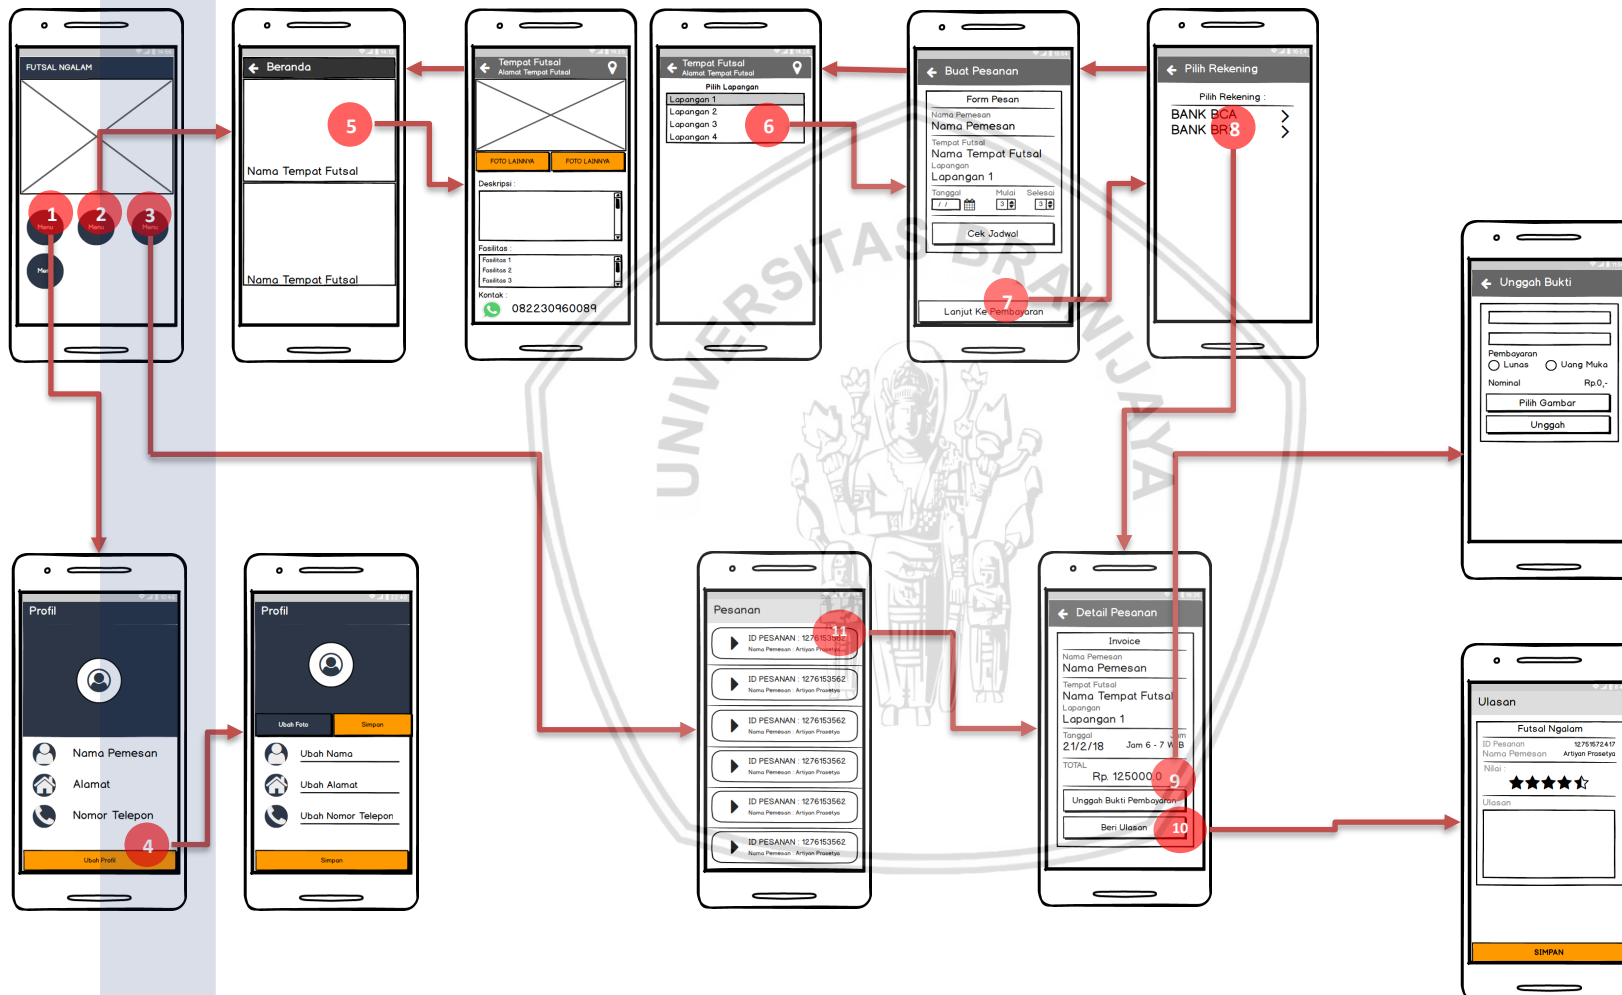 FUTSAL NGALAM
1
2
3
Menu
Menu
Menu
Beranda
5
Nama Tempat Futsal
Nama Tempat Futsal
Tempat Futsal
Alamat Tempat Futsal
FOTO LAINNYA
FOTO LAINNYA
Deskripsi :
Fasilitas :
Fasilitas 1
Fasilitas 2
Fasilitas 3
Kontak :
082230960089
Tempat Futsal
Alamat Tempat Futsal
Pilih Lapangan
Lapangan 1
Lapangan 2
Lapangan 3
Lapangan 4
6
Buat Pesanan
Form Pesan
Nama Pemesan
Nama Pemesan
Tempat Futsal
Nama Tempat Futsal
Lapangan
Lapangan 1
Tanggal Mulai Selesai
/ / 3 3
Cek Jadwal
7
Lanjut Ke Pembayaran
Pilih Rekening
Pilih Rekening :
BANK BCA
BANK BR
8
Unggah Bukti
Pembayaran
Lunas Uang Muka
Nominal Rp.0,-
Pilih Gambar
Unggah
UNIVERSITAS BRAWIJAYA
Profil
Nama Pemesan
Alamat
Nomor Telepon
4
Ubah Profil
Profil
Ubah Foto Simpan
Ubah Nama
Ubah Alamat
Ubah Nomor Telepon
Simpan
Pesanan
11
ID PESANAN : 1276153562
Nama Pemesan : Artiyan Prasetya
ID PESANAN : 1276153562
Nama Pemesan : Artiyan Prasetya
ID PESANAN : 1276153562
Nama Pemesan : Artiyan Prasetya
ID PESANAN : 1276153562
Nama Pemesan : Artiyan Prasetya
ID PESANAN : 1276153562
Nama Pemesan : Artiyan Prasetya
ID PESANAN : 1276153562
Nama Pemesan : Artiyan Prasetya
Detail Pesanan
Invoice
Nama Pemesan
Nama Pemesan
Tempat Futsal
Nama Tempat Futsal
Lapangan
Lapangan 1
Tanggal Jam
21/2/18 Jam 6 - 7 WIB
TOTAL
Rp. 125000,0
9
Unggah Bukti Pembayaran
Beri Ulasan
10
Ulasan
Futsal Ngalam
ID Pesanan 12751572417
Nama Pemesan Artiyan Prasetya
Nilai :
Ulasan
SIMPAN